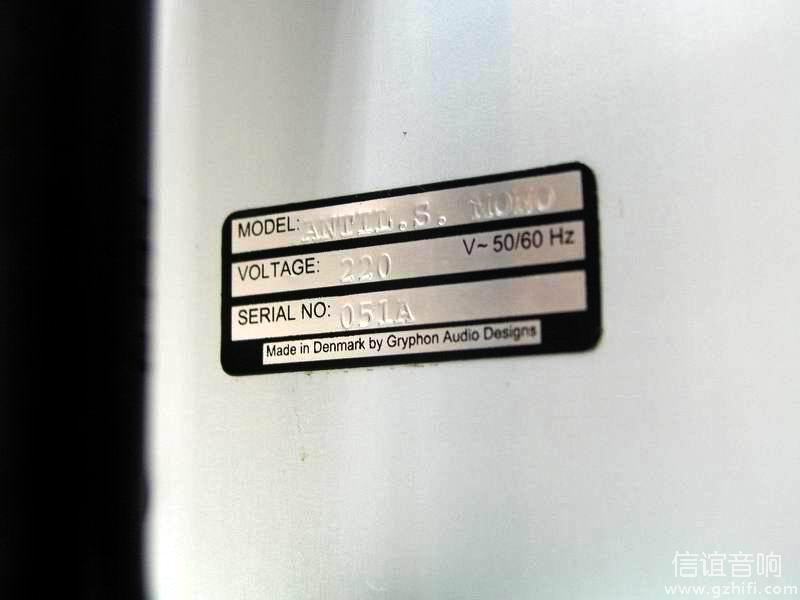 MODEL: ANTIL.S. MONO
VOLTAGE: 220 V~ 50/60 Hz
SERIAL NO: 051A
Made in Denmark by Gryphon Audio Designs
信谊音响
www.gzhifi.com